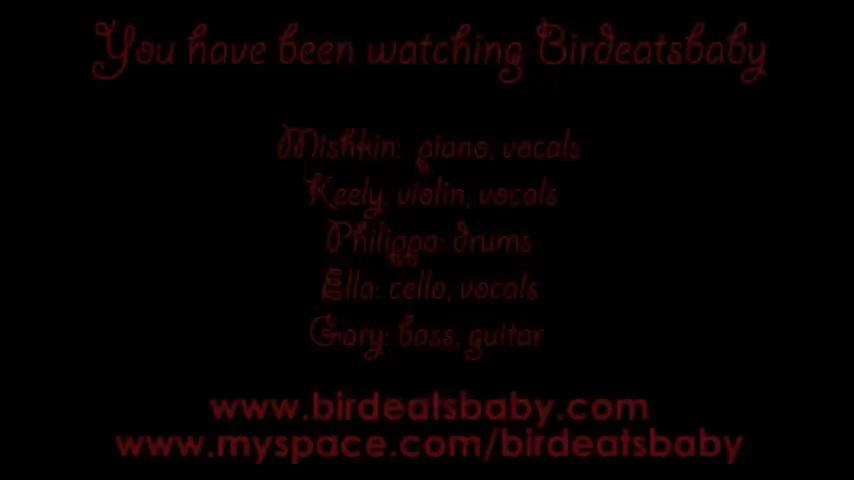 You have been watching Birdeatsbaby
Mishkin: piano, vocals
Keely: violin, vocals
Philippa: drums
Ella: cello, vocals
Gary: bass, guitar
www.birdeatsbaby.com
www.myspace.com/birdeatsbaby